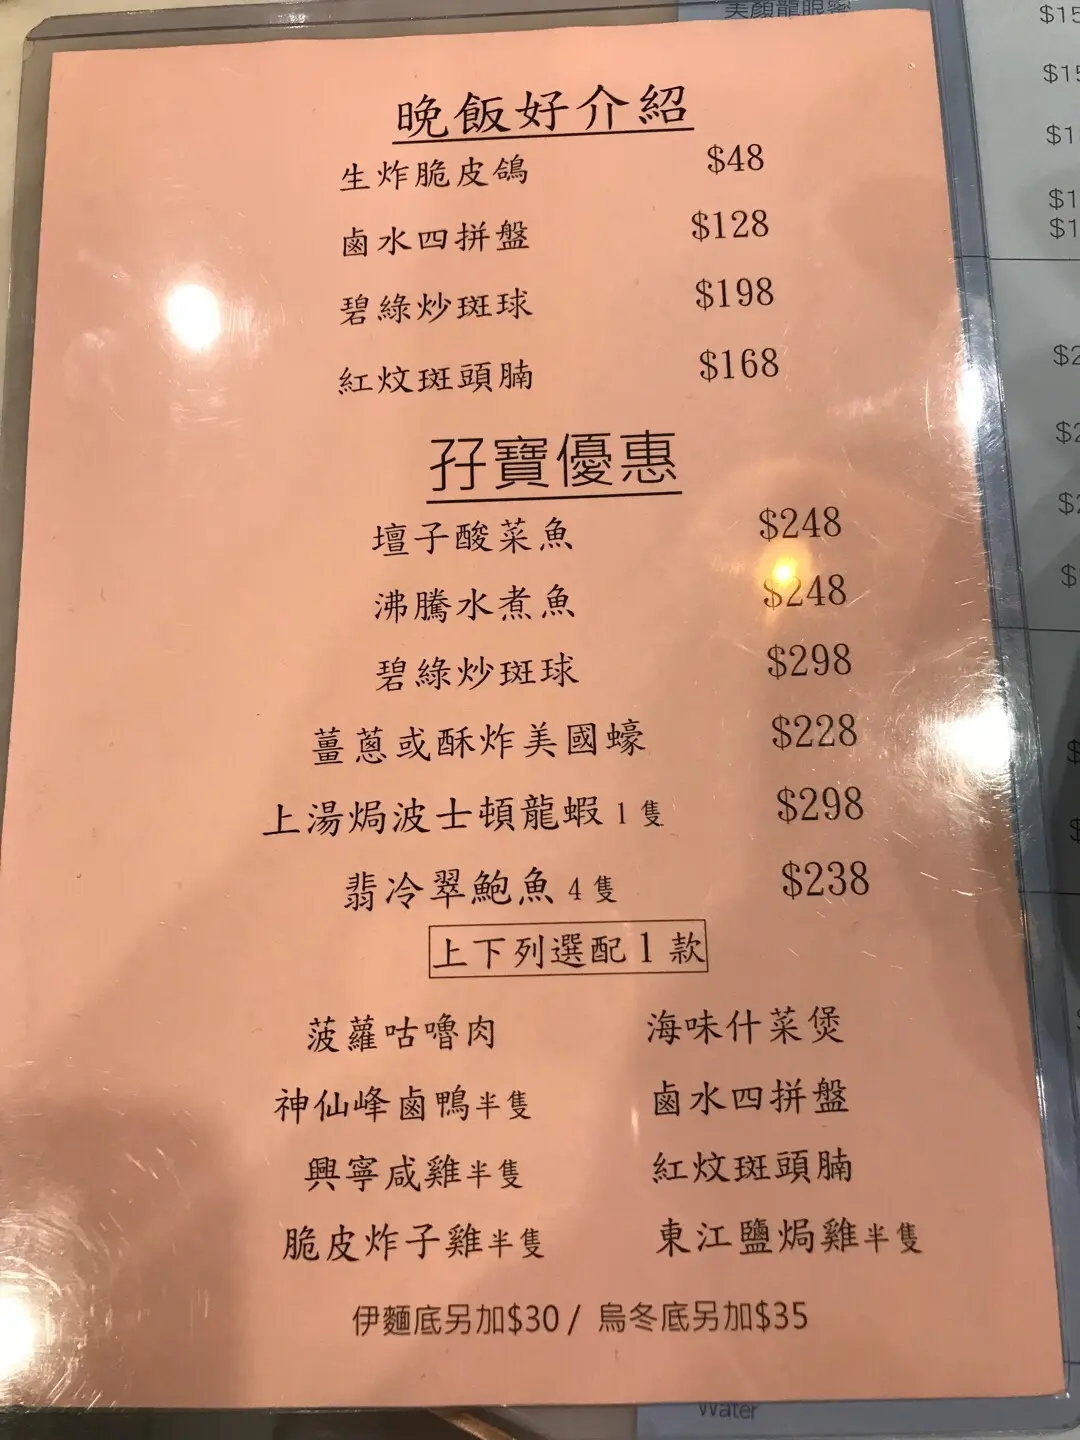 美顏龍眼蜜
晚飯好介紹
生炸脆皮鴿 $48
鹵水四拼盤 $128
碧綠炒斑球 $198
紅炆斑頭腩 $168
孖寶優惠
壇子酸菜魚 $248
沸騰水煮魚 $248
碧綠炒斑球 $298
薑蔥或酥炸美國蠔 $228
上湯焗波士頓龍蝦 1 隻 $298
翡冷翠鮑魚 4 隻 $238
上下列選配 1 款
菠蘿咕嚕肉 海味什菜煲
神仙峰鹵鴨半隻 鹵水四拼盤
興寧咸雞半隻 紅炆斑頭腩
脆皮炸子雞半隻 東江鹽焗雞半隻
伊麵底另加$30 / 烏冬底另加$35
Water